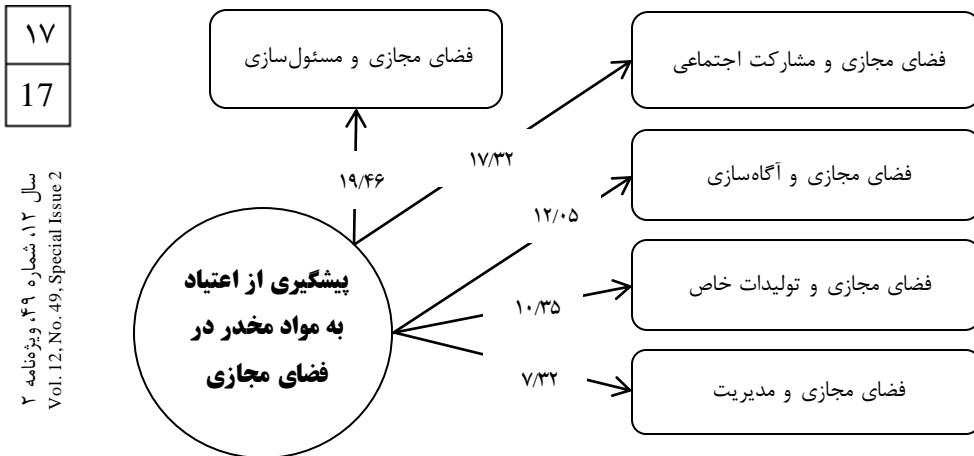 ۱۷
17
سال ۱۲، شماره ۴۹، ویژه‌نامه ۲
Vol. 12, No. 49, Special Issue 2
فضای مجازی و مسئول‌سازی
فضای مجازی و مشارکت اجتماعی
۱۷/۳۲
۱۹/۴۶
فضای مجازی و آگاه‌سازی
۱۲/۰۵
پیشگیری از اعتیاد
به مواد مخدر در
فضای مجازی
فضای مجازی و تولیدات خاص
۱۰/۳۵
فضای مجازی و مدیریت
۷/۳۲